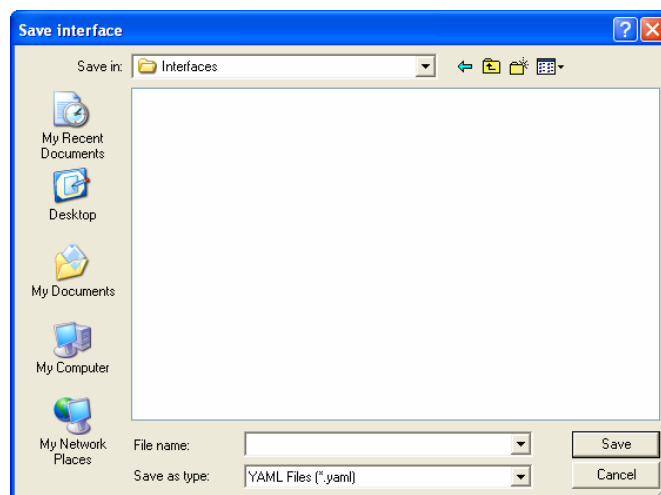 Save interface
Save in: Interfaces
My Recent
Documents
Desktop
My Documents
My Computer
My Network
Places
File name: Save
Save as type: YAML Files (*.yaml) Cancel